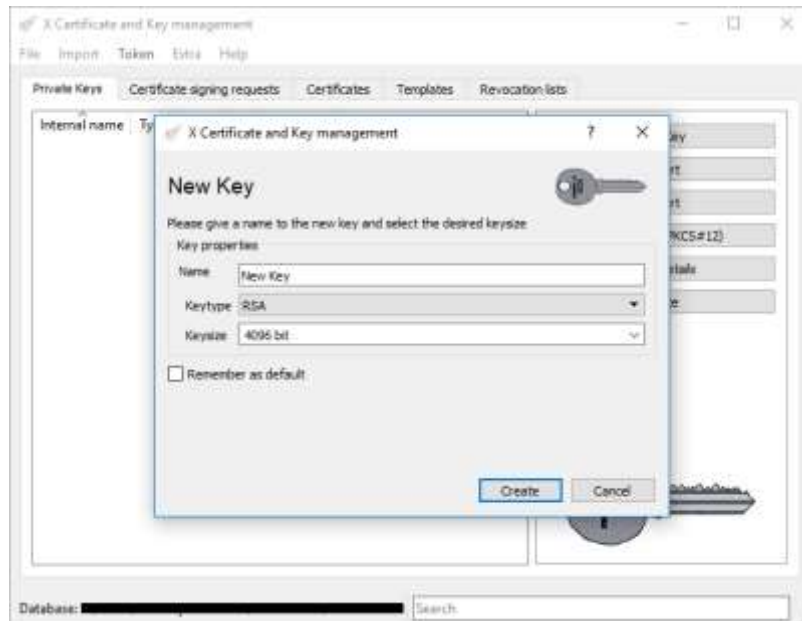 X Certificate and Key management
File Import Token Extra Help
Private Keys Certificate signing requests Certificates Templates Revocation lists
Internal name
X Certificate and Key management
New Key
Please give a name to the new key and select the desired keysize
Key properties
Name New Key
Keytype RSA
Keysize 4096 bit
Remember as default
Create Cancel
PKCS#12)
Database:
Search